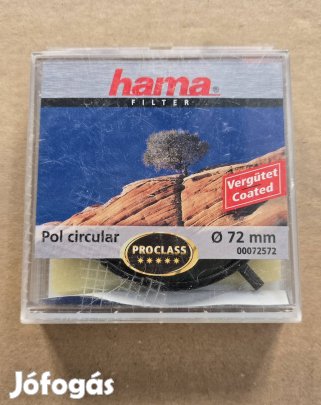 hama®
FILTER
Vergütet
Coated
Pol circular
PROCLASS
★★★★★
Ø 72 mm
00072572
Jófogás